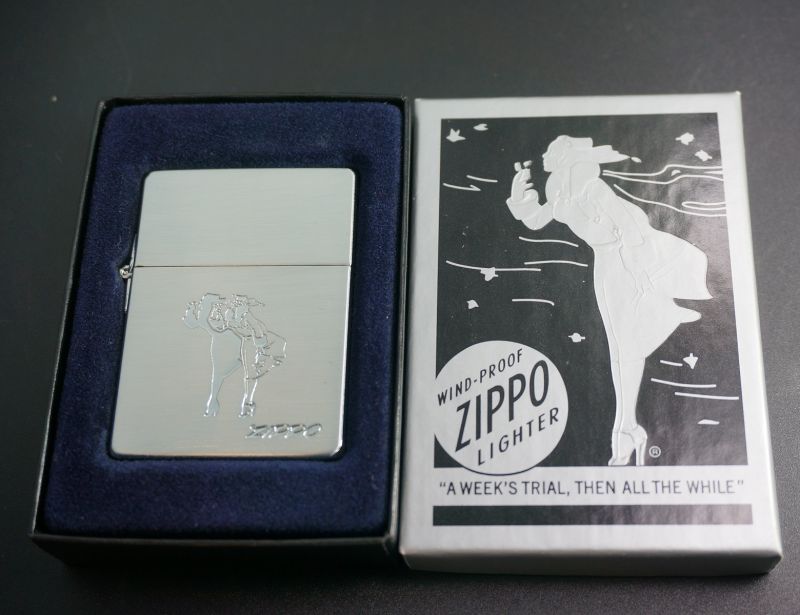 ZIPPO
WIND-PROOF
ZIPPO
LIGHTER
®
"A WEEK'S TRIAL, THEN ALL THE WHILE"